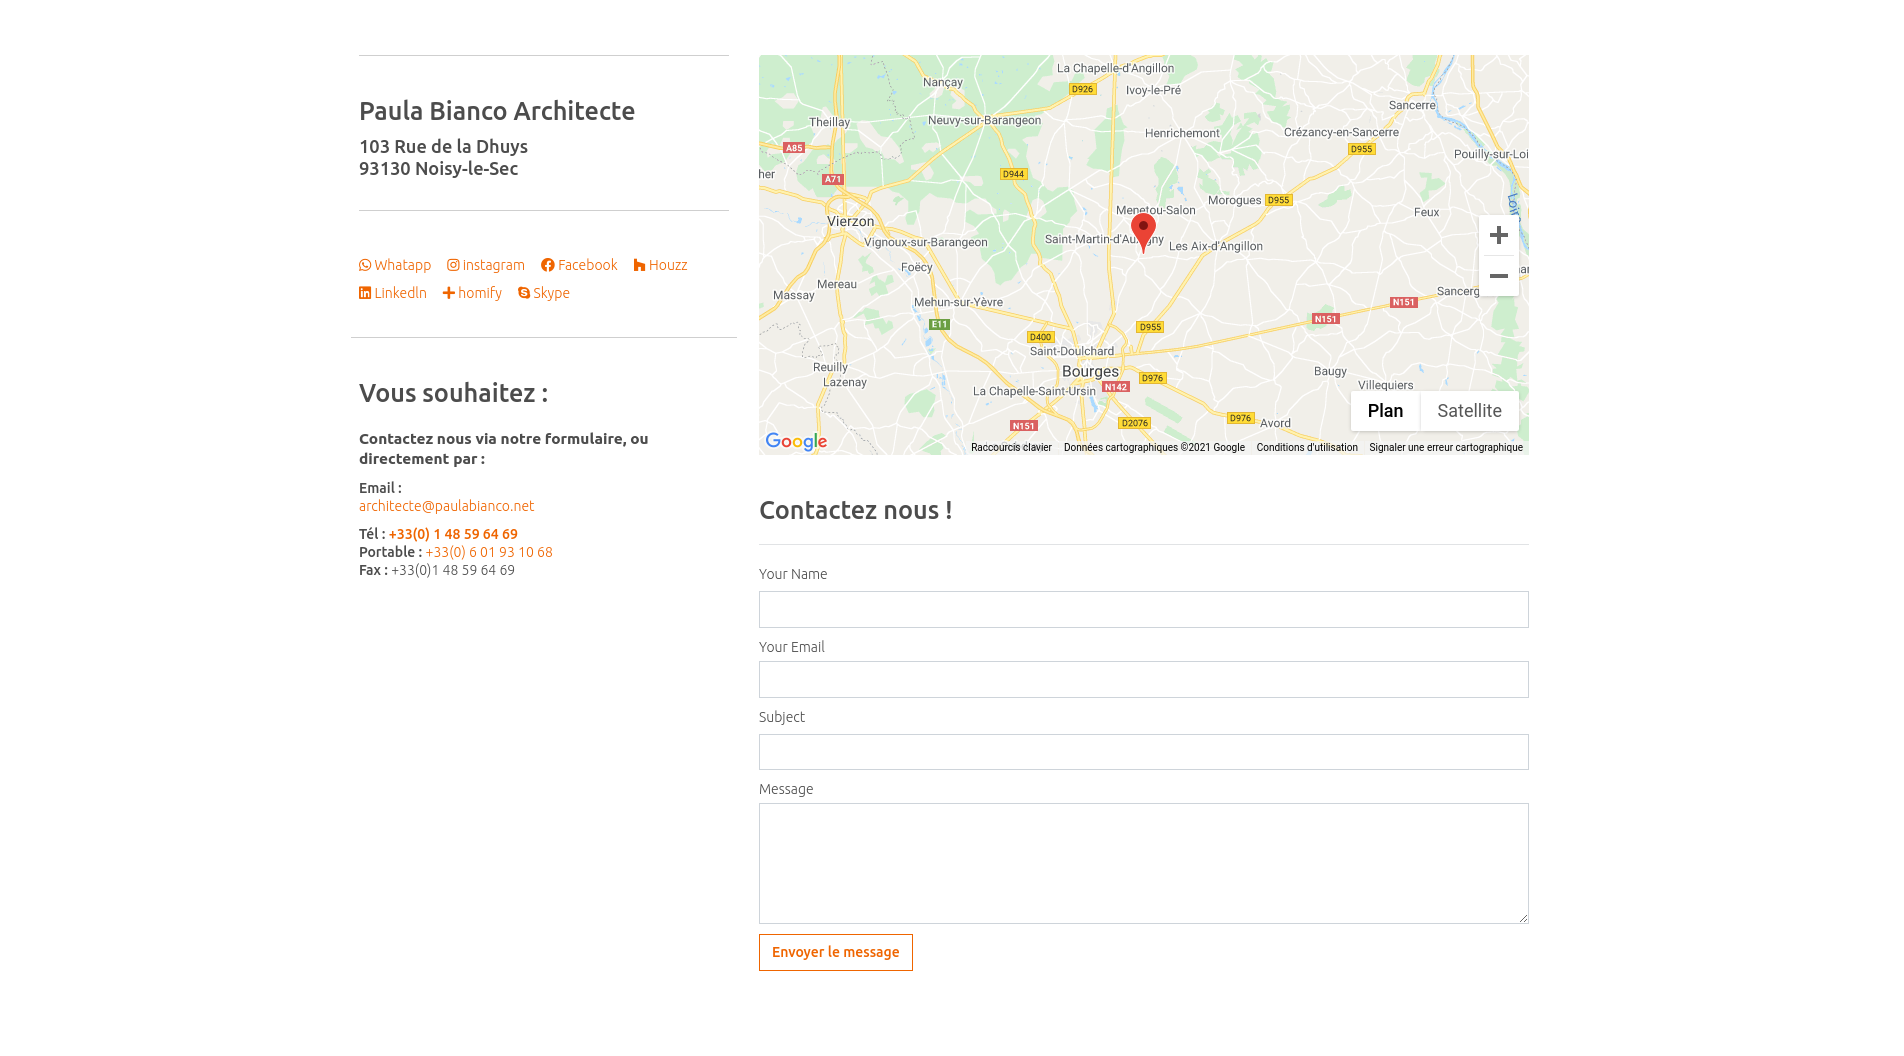 Paula Bianco Architecte
103 Rue de la Dhuys
93130 Noisy-le-Sec
Whatapp instagram Facebook Houzz
LinkedIn homify Skype
Vous souhaitez :
Contactez nous via notre formulaire, ou
directement par :
Email :
architecte@paulabianco.net
Tél : +33(0) 1 48 59 64 69
Portable : +33(0) 6 01 93 10 68
Fax : +33(0)1 48 59 64 69
La Chapelle-d'Angillon
Nançay
D926
Ivoy-le-Pré
Sancerre
Theillay
Neuvy-sur-Barangeon
Henrichemont
Crézancy-en-Sancerre
A85
D955
Pouilly-sur-Loi
her
A71
D944
Menetou-Salon
Morogues
D955
Feux
Loire
Vierzon
Vignoux-sur-Barangeon
Saint-Martin-d'Auxigny
Les Aix-d'Angillon
Foëcy
Mereau
Massay
Mehun-sur-Yèvre
Sancerg
N151
E11
N151
D955
D400
Saint-Doulchard
Reuilly
Bourges
Baugy
Lazenay
D976
Villequiers
La Chapelle-Saint-Ursin
N142
N151
D2076
D976
Avord
Plan Satellite
Google
Raccourcis clavier Données cartographiques ©2021 Google Conditions d'utilisation Signaler une erreur cartographique
Contactez nous !
Your Name
Your Email
Subject
Message
Envoyer le message